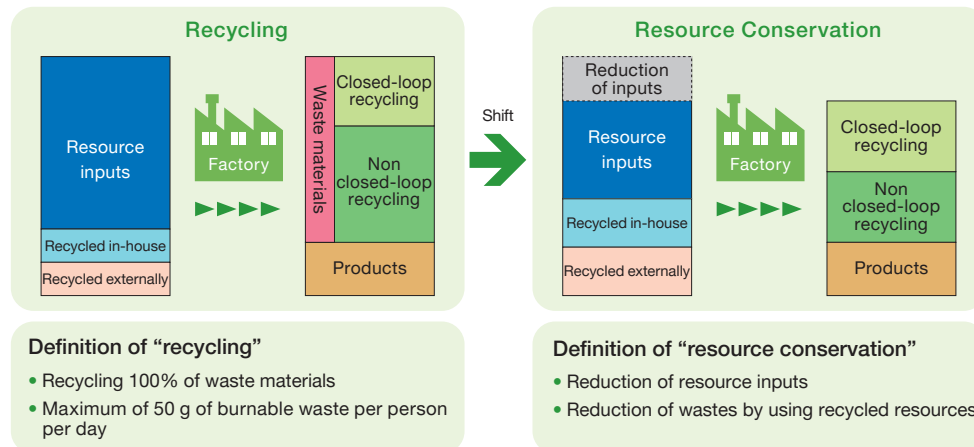 Recycling
Resource
inputs
Recycled in-house
Recycled externally
Factory
Waste materials
Closed-loop
recycling
Non
closed-loop
recycling
Products
Shift
Resource Conservation
Reduction
of inputs
Resource
inputs
Recycled in-house
Recycled externally
Factory
Closed-loop
recycling
Non
closed-loop
recycling
Products
Definition of “recycling”
• Recycling 100% of waste materials
• Maximum of 50 g of burnable waste per person
per day
Definition of “resource conservation”
• Reduction of resource inputs
• Reduction of wastes by using recycled resources